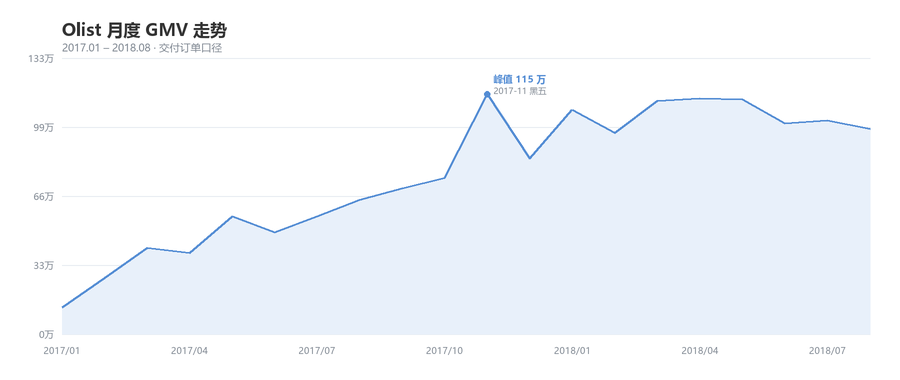 Olist 月度 GMV 走势
2017.01 – 2018.08 · 交付订单口径
133万
峰值 115 万
2017-11 黑五
99万
66万
33万
0万
2017/01 2017/04 2017/07 2017/10 2018/01 2018/04 2018/07